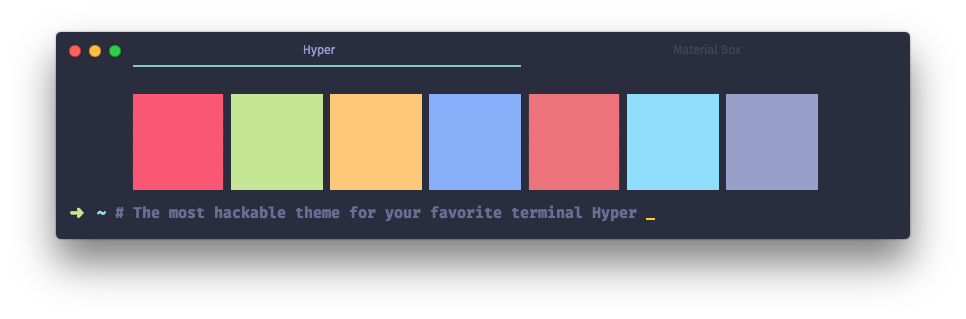 Hyper
Material Box
➜ ~ # The most hackable theme for your favorite terminal Hyper _